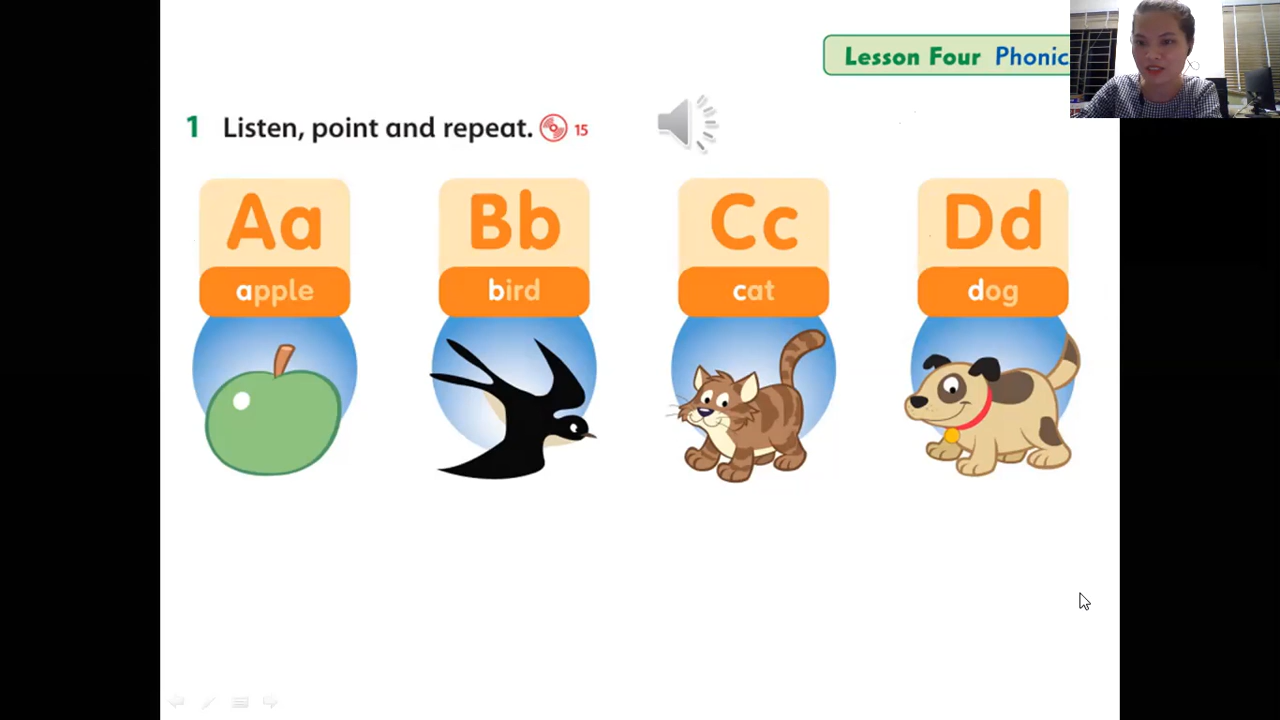 Lesson Four Phonic
1 Listen, point and repeat. 15
Aa Bb Cc Dd
apple bird cat dog